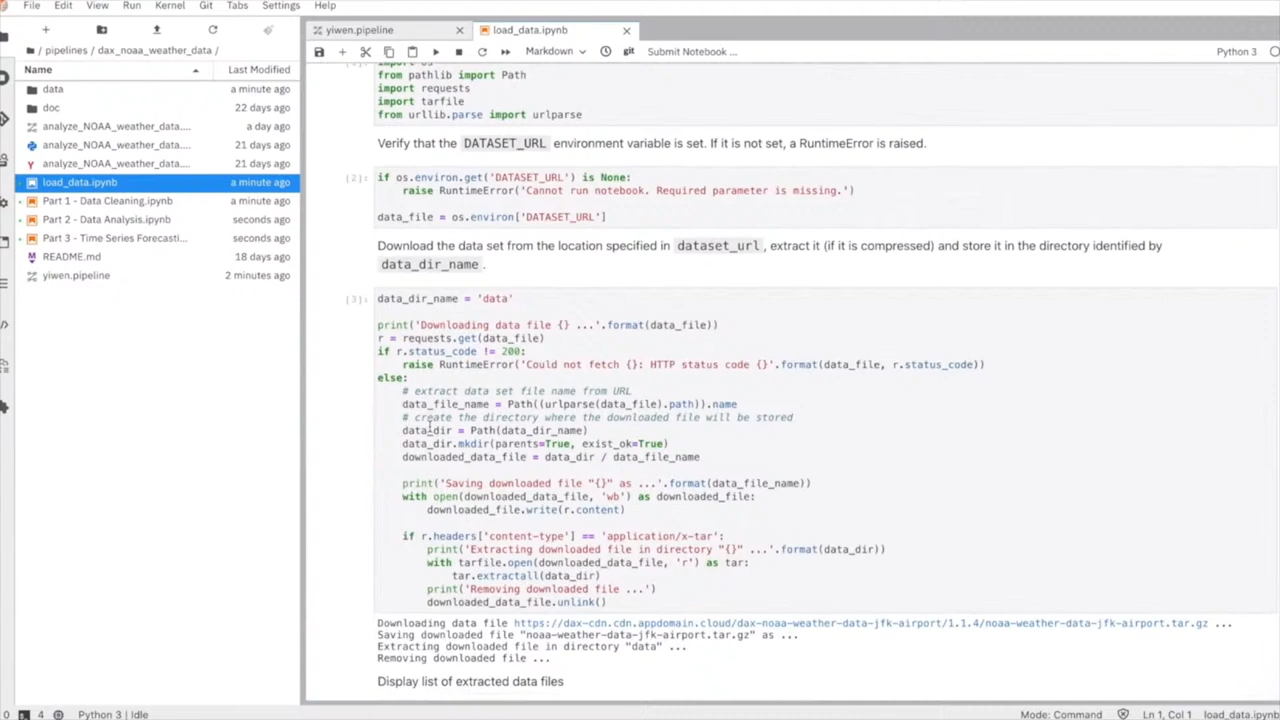 File Edit View Run Kernel Git Tabs Settings Help
/ pipelines / dax_noaa_weather_data /
Name Last Modified
data a minute ago
doc 22 days ago
analyze_NOAA_weather_data.... a day ago
analyze_NOAA_weather_data.... 21 days ago
analyze_NOAA_weather_data.... 21 days ago
load_data.ipynb a minute ago
Part 1 - Data Cleaning.ipynb a minute ago
Part 2 - Data Analysis.ipynb seconds ago
Part 3 - Time Series Forecasti... seconds ago
README.md 18 days ago
yiwen.pipeline 2 minutes ago
yiwen.pipeline load_data.ipynb
Markdown git Submit Notebook ... Python 3
import os
from pathlib import Path
import requests
import tarfile
from urllib.parse import urlparse
Verify that the DATASET_URL environment variable is set. If it is not set, a RuntimeError is raised.
[2]: if os.environ.get('DATASET_URL') is None:
raise RuntimeError('Cannot run notebook. Required parameter is missing.')
data_file = os.environ['DATASET_URL']
Download the data set from the location specified in dataset_url, extract it (if it is compressed) and store it in the directory identified by
data_dir_name.
[3]: data_dir_name = 'data'
print('Downloading data file {} ...'.format(data_file))
r = requests.get(data_file)
if r.status_code != 200:
raise RuntimeError('Could not fetch {}: HTTP status code {}'.format(data_file, r.status_code))
else:
# extract data set file name from URL
data_file_name = Path((urlparse(data_file).path)).name
# create the directory where the downloaded file will be stored
data_dir = Path(data_dir_name)
data_dir.mkdir(parents=True, exist_ok=True)
downloaded_data_file = data_dir / data_file_name
print('Saving downloaded file "{}" as ...'.format(data_file_name))
with open(downloaded_data_file, 'wb') as downloaded_file:
downloaded_file.write(r.content)
if r.headers['content-type'] == 'application/x-tar':
print('Extracting downloaded file in directory "{}" ...'.format(data_dir))
with tarfile.open(downloaded_data_file, 'r') as tar:
tar.extractall(data_dir)
print('Removing downloaded file ...')
downloaded_data_file.unlink()
Downloading data file https://dax-cdn.cdn.appdomain.cloud/dax-noaa-weather-data-jfk-airport/1.1.4/noaa-weather-data-jfk-airport.tar.gz ...
Saving downloaded file "noaa-weather-data-jfk-airport.tar.gz" as ...
Extracting downloaded file in directory "data" ...
Removing downloaded file ...
Display list of extracted data files
0 4 Python 3 | Idle Mode: Command Ln 1, Col 1 load_data.ipynb